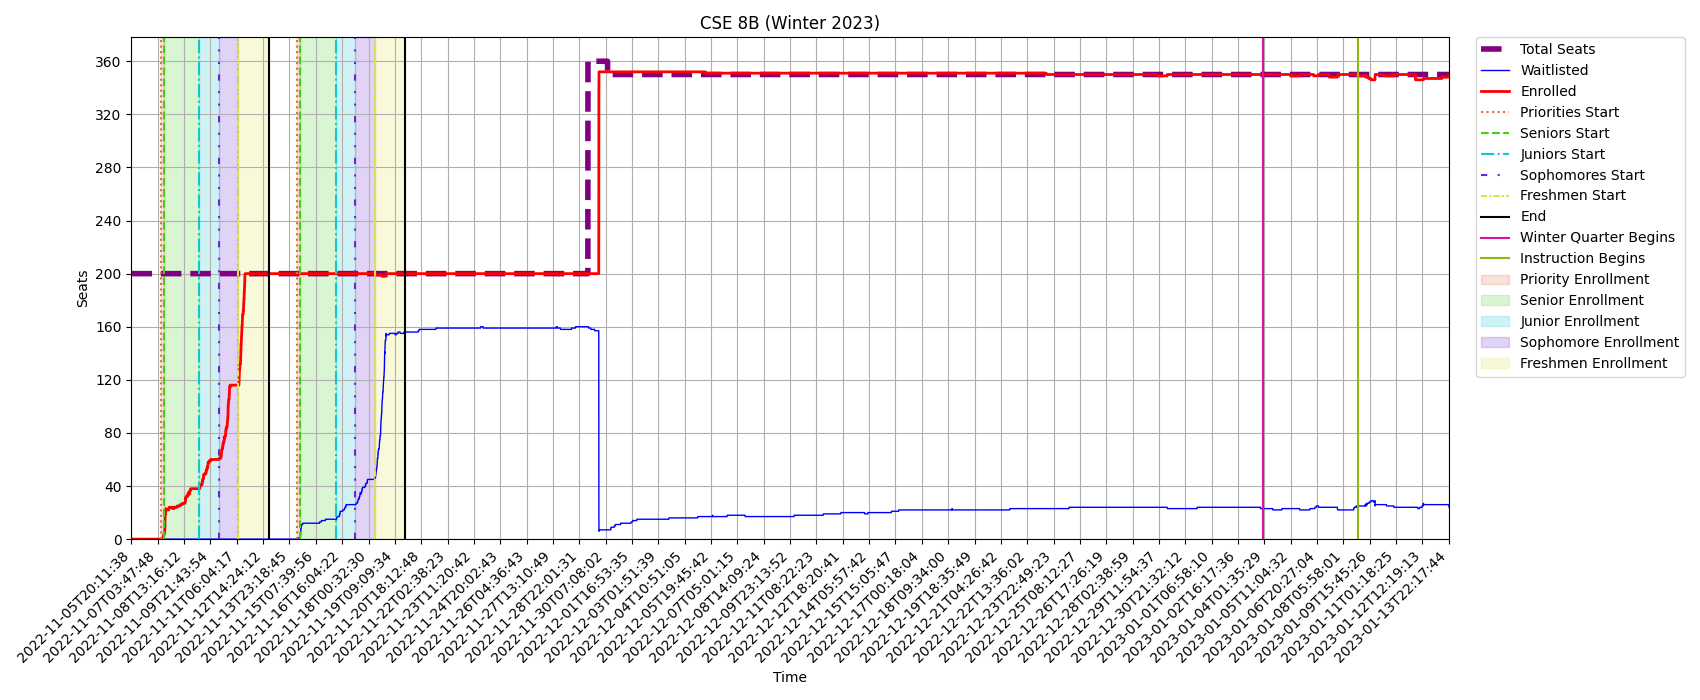 CSE 8B (Winter 2023)
360
320
280
240
200
160
120
80
40
0
Seats
2022-11-05T20:11:38
2022-11-07T03:47:48
2022-11-08T13:16:12
2022-11-09T21:43:54
2022-11-11T06:04:17
2022-11-12T14:24:12
2022-11-13T23:18:45
2022-11-15T07:39:56
2022-11-16T16:04:22
2022-11-18T00:32:30
2022-11-19T09:09:34
2022-11-20T18:12:48
2022-11-22T02:38:23
2022-11-23T11:20:42
2022-11-24T20:02:43
2022-11-26T04:36:43
2022-11-27T13:10:49
2022-11-28T22:01:31
2022-11-30T07:08:02
2022-12-01T16:53:35
2022-12-03T01:51:39
2022-12-04T10:51:05
2022-12-05T19:45:42
2022-12-07T05:01:15
2022-12-08T14:09:24
2022-12-09T23:13:52
2022-12-11T08:22:23
2022-12-12T18:20:41
2022-12-14T05:57:42
2022-12-15T15:05:47
2022-12-17T00:18:04
2022-12-18T09:34:00
2022-12-19T18:35:49
2022-12-21T04:26:42
2022-12-22T13:36:02
2022-12-23T22:49:23
2022-12-25T08:12:27
2022-12-26T17:26:19
2022-12-28T02:38:59
2022-12-29T11:54:37
2022-12-30T21:32:12
2023-01-01T06:58:10
2023-01-02T16:17:36
2023-01-04T01:35:29
2023-01-05T11:04:32
2023-01-06T20:27:04
2023-01-08T05:58:01
2023-01-09T15:45:26
2023-01-11T01:18:25
2023-01-12T12:19:13
2023-01-13T22:17:44
Time
Total Seats
Waitlisted
Enrolled
Priorities Start
Seniors Start
Juniors Start
Sophomores Start
Freshmen Start
End
Winter Quarter Begins
Instruction Begins
Priority Enrollment
Senior Enrollment
Junior Enrollment
Sophomore Enrollment
Freshmen Enrollment